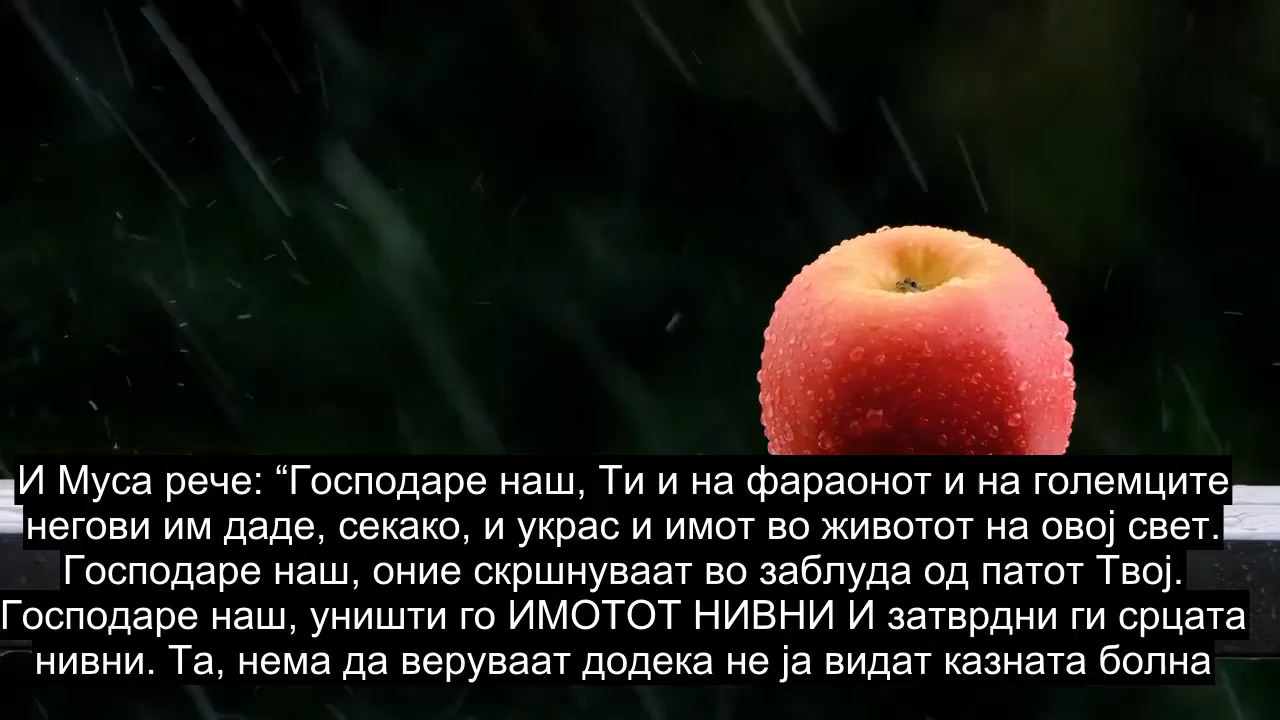 И Муса рече: “Господаре наш, Ти и на фараонот и на големците
негови им даде, секако, и украс и имот во животот на овој свет.
Господаре наш, оние скршнуваат во заблуда од патот Твој.
Господаре наш, уништи го ИМОТОТ НИВНИ И затврдни ги срцата
нивни. Та, нема да веруваат додека не ја видат казната болна